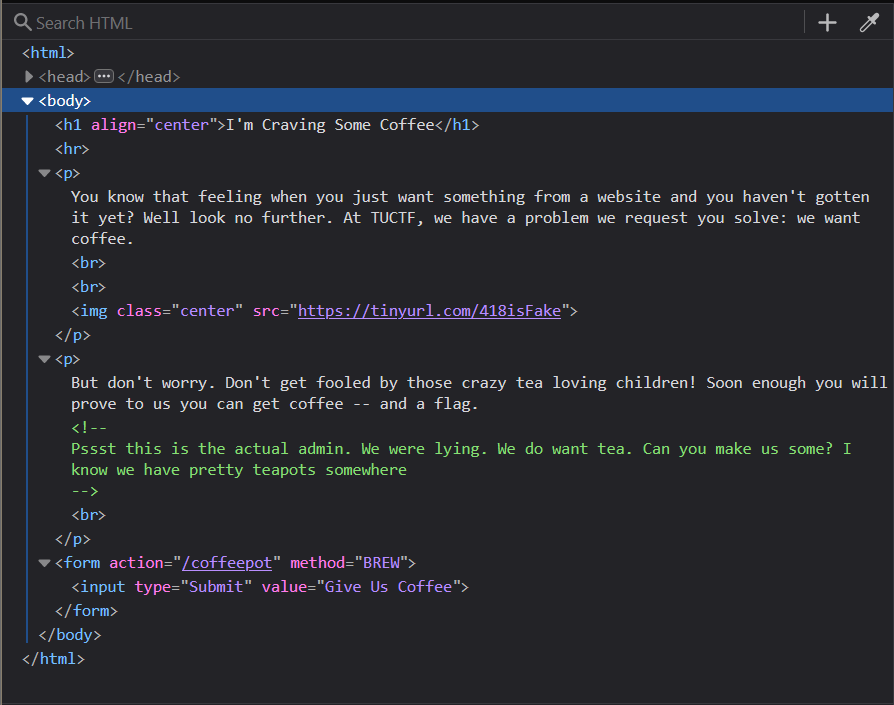 Search HTML
<html>
<head> ••• </head>
<body>
<h1 align="center">I'm Craving Some Coffee</h1>
<hr>
<p>
You know that feeling when you just want something from a website and you haven't gotten
it yet? Well look no further. At TUCTF, we have a problem we request you solve: we want
coffee.
<br>
<br>
<img class="center" src="https://tinyurl.com/418isFake">
</p>
<p>
But don't worry. Don't get fooled by those crazy tea loving children! Soon enough you will
prove to us you can get coffee -- and a flag.
<!--
Pssst this is the actual admin. We were lying. We do want tea. Can you make us some? I
know we have pretty teapots somewhere
-->
<br>
</p>
<form action="/coffeepot" method="BREW">
<input type="Submit" value="Give Us Coffee">
</form>
</body>
</html>